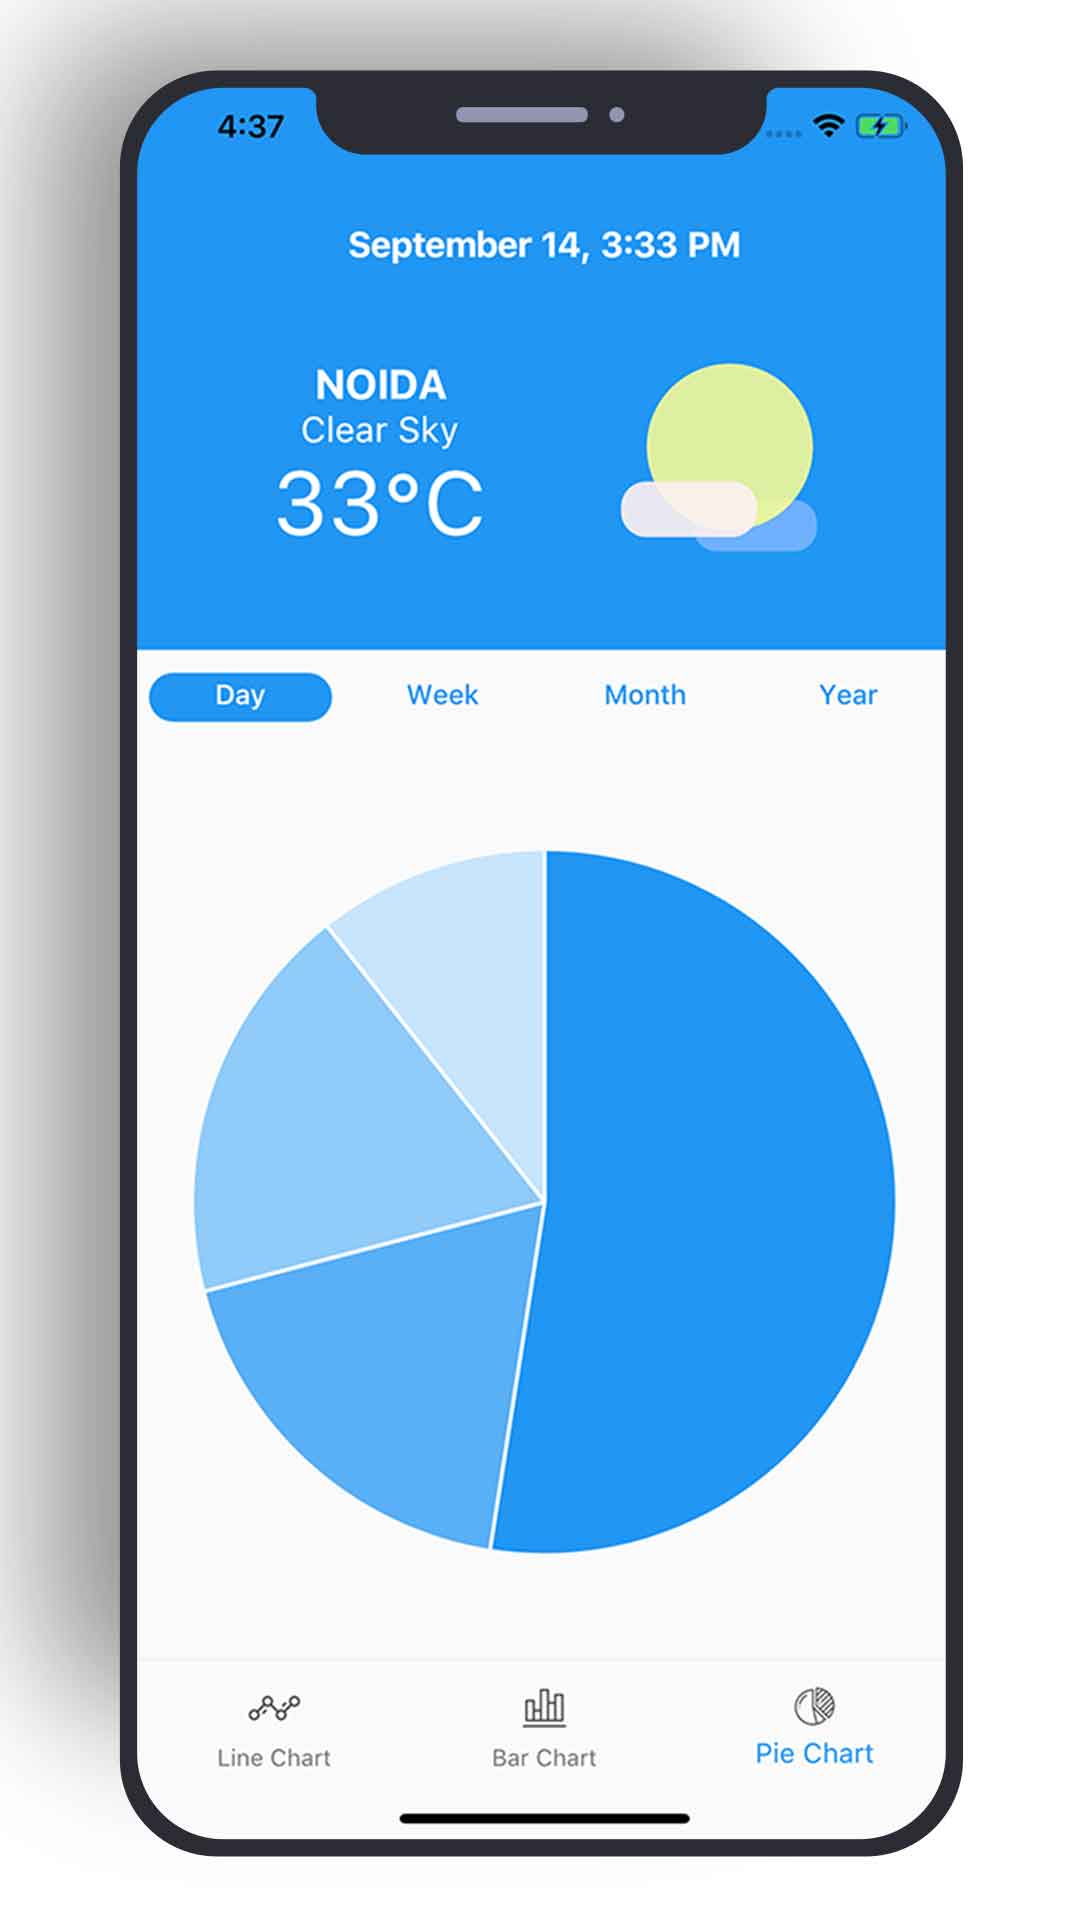 4:37
September 14, 3:33 PM
NOIDA
Clear Sky
33°C
Day
Week
Month
Year
Line Chart
Bar Chart
Pie Chart